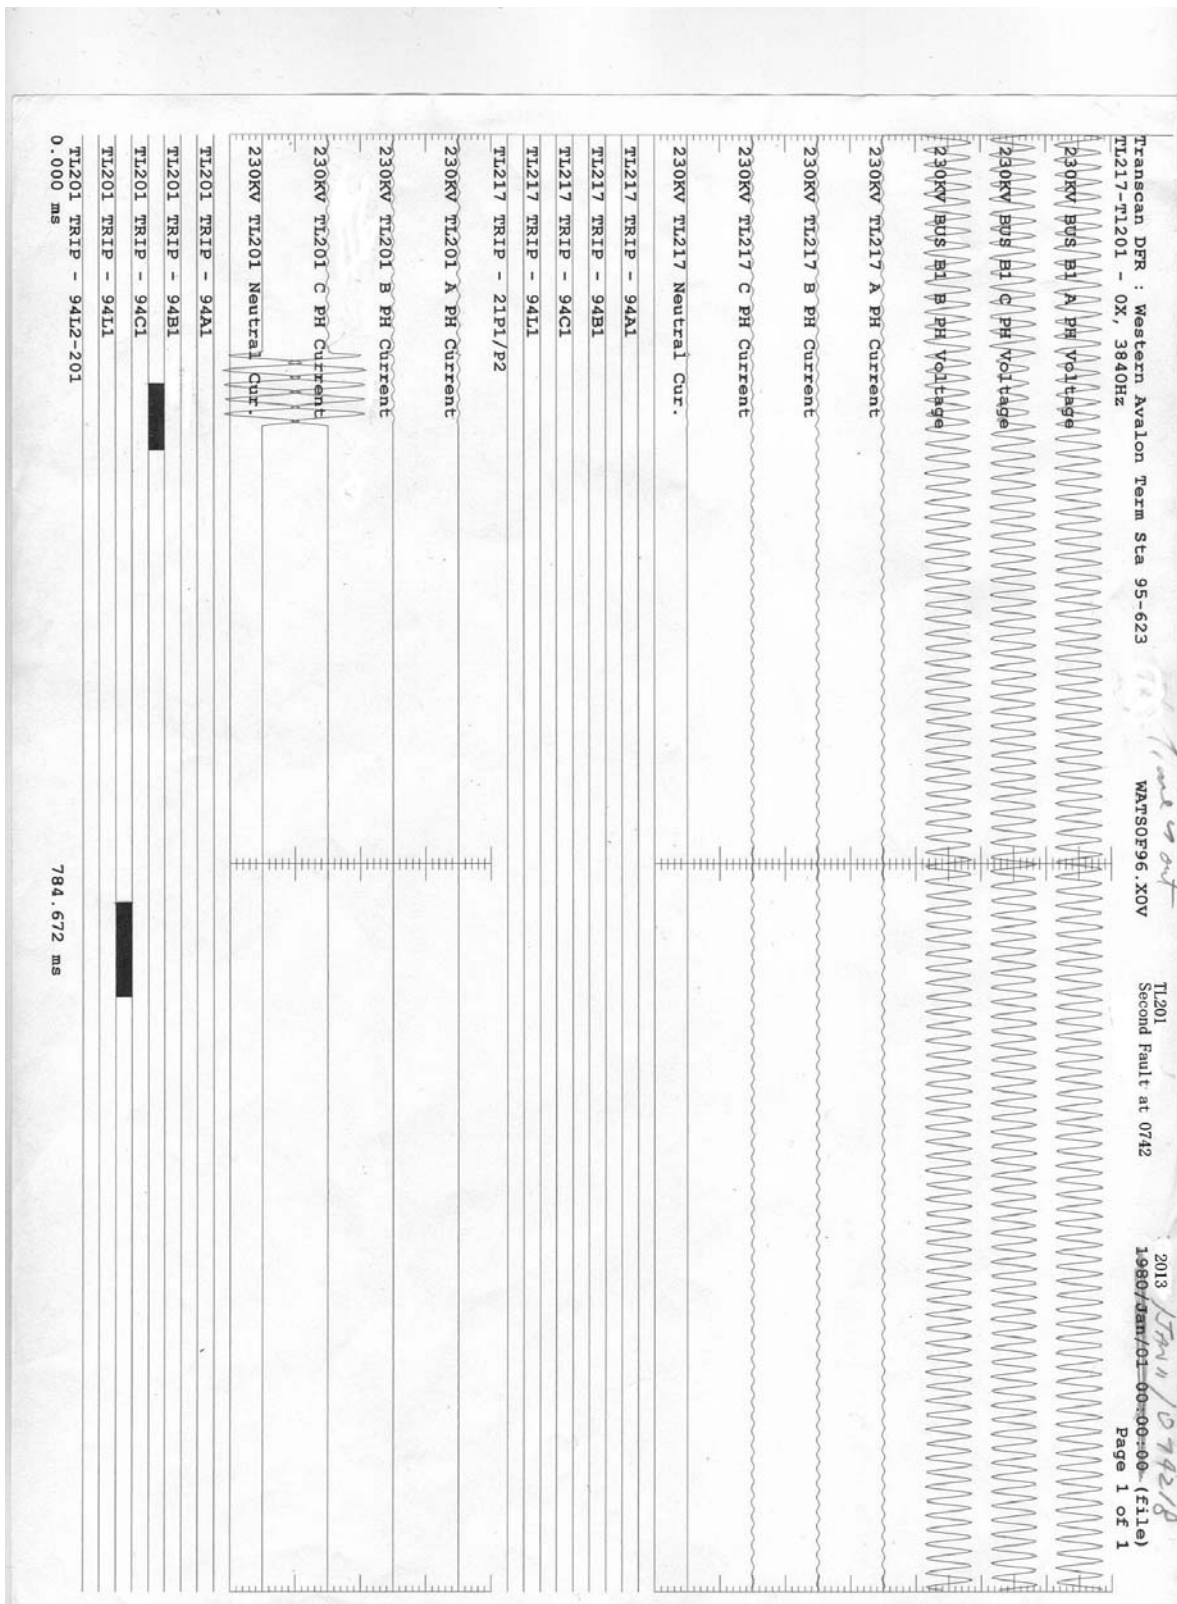 Transcan DFR : Western Avalon Term Sta 95-623 WATSOF96.XOV TL201 2013
Second Fault at 0742 1980/Jan/01 00:00:00 (file)
TL217-T1201 - 0X, 3840Hz Page 1 of 1
230KV BUS B1 A PH Voltage
230KV BUS B1 C PH Voltage
230KV BUS B1 B PH Voltage
230KV TL217 A PH Current
230KV TL217 B PH Current
230KV TL217 C PH Current
230KV TL217 Neutral Cur.
TL217 TRIP - 94A1
TL217 TRIP - 94B1
TL217 TRIP - 94C1
TL217 TRIP - 94L1
TL217 TRIP - 21P1/P2
230KV TL201 A PH Current
230KV TL201 B PH Current
230KV TL201 C PH Current
230KV TL201 Neutral Cur.
TL201 TRIP - 94A1
TL201 TRIP - 94B1
TL201 TRIP - 94C1
TL201 TRIP - 94L1
TL201 TRIP - 94L2-201
0.000 ms 784.672 ms